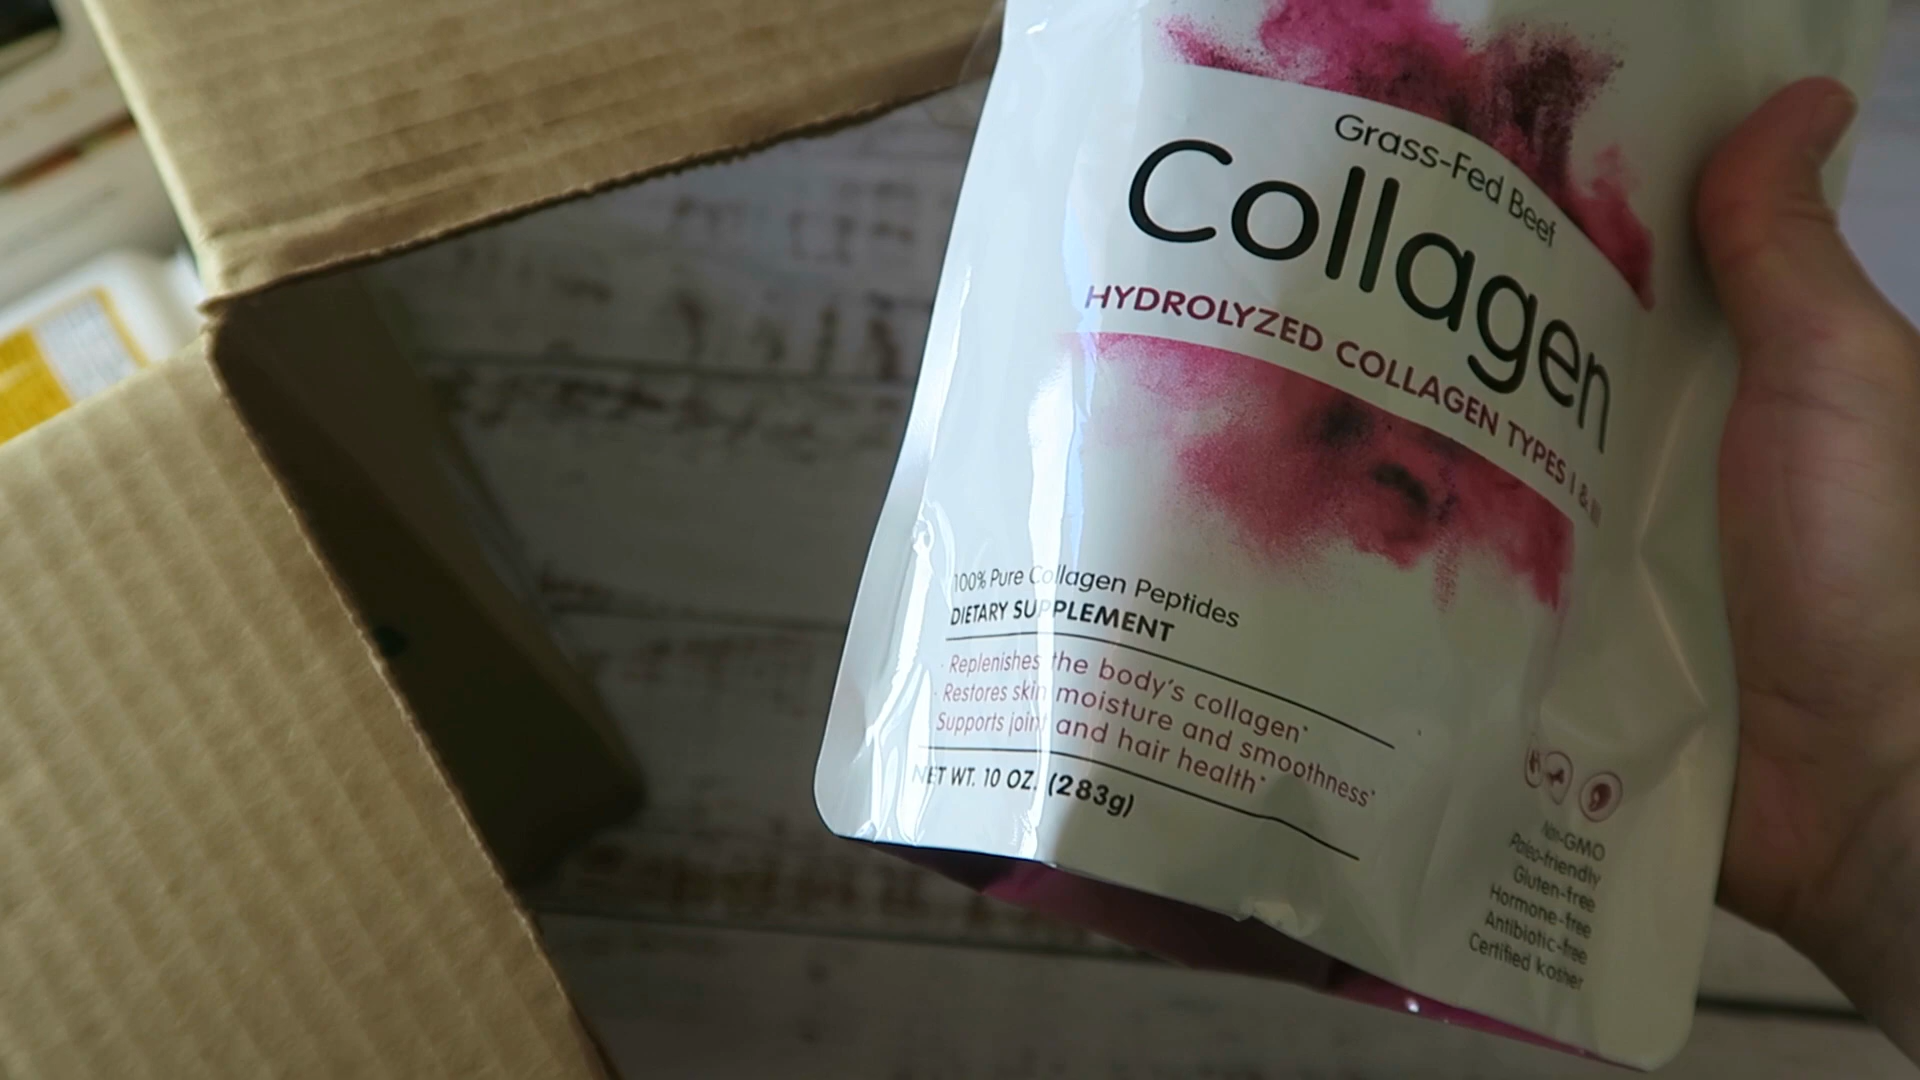 Grass-Fed Beef
Collagen
HYDROLYZED COLLAGEN TYPES I & III
100% Pure Collagen Peptides
DIETARY SUPPLEMENT
· Replenishes the body's collagen*
· Restores skin moisture and smoothness*
Supports joint and hair health*
NET WT. 10 OZ. (283g)
Non-GMO
Paleo-friendly
Gluten-free
Hormone-free
Antibiotic-free
Certified kosher